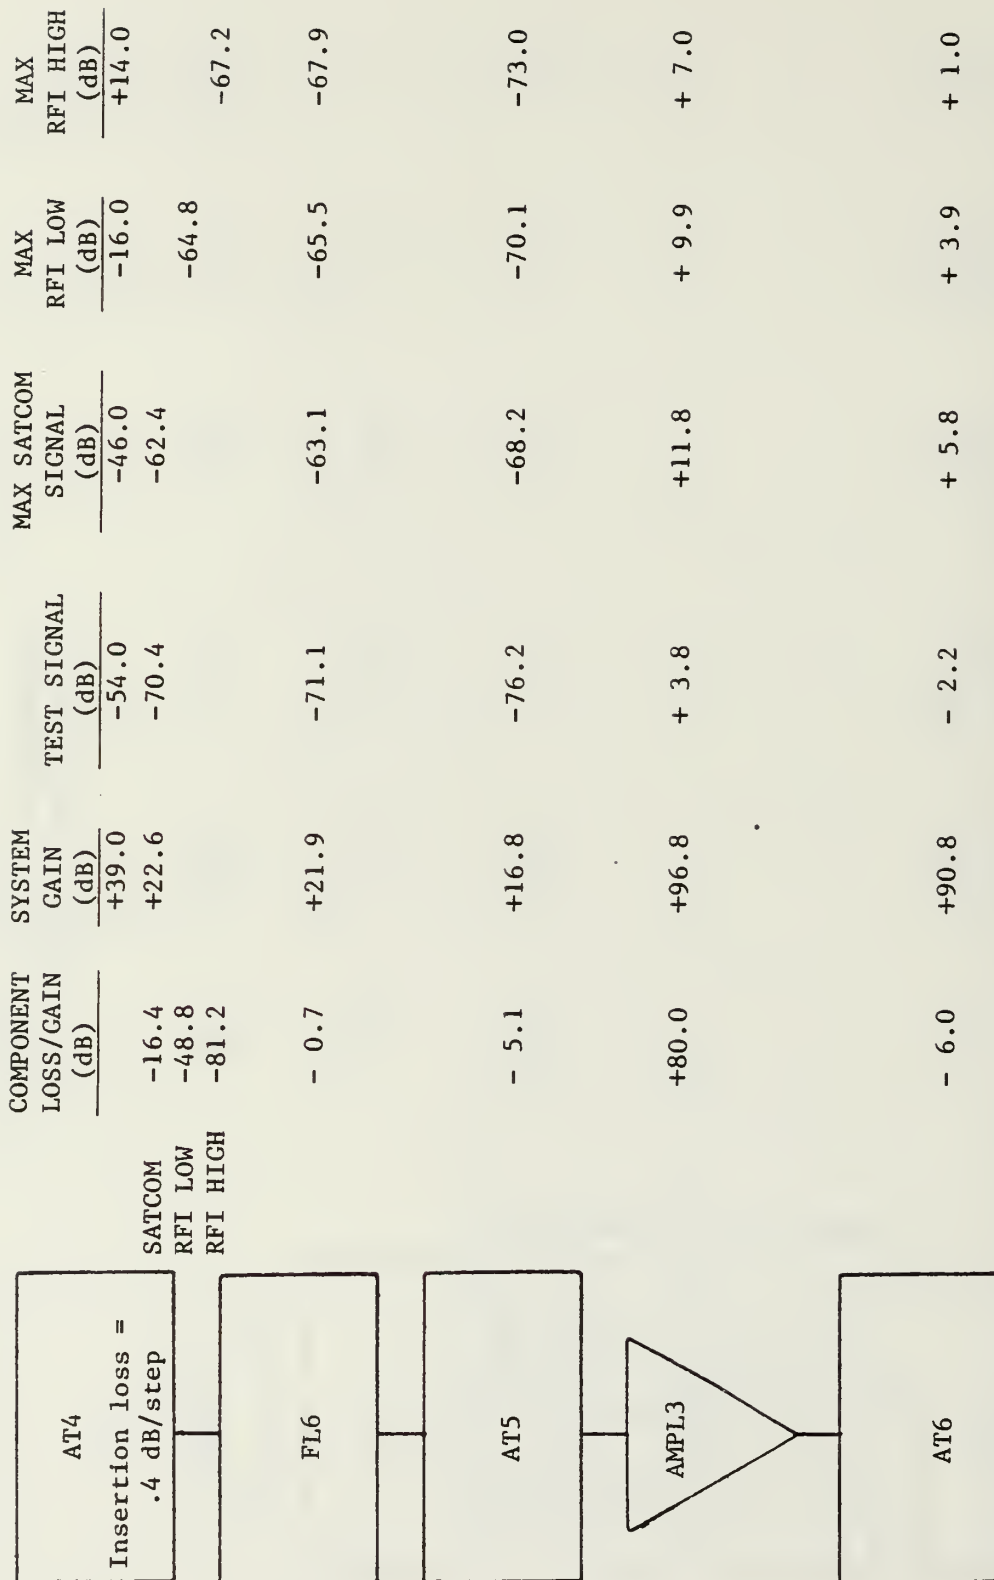 COMPONENT LOSS/GAIN (dB)
SYSTEM GAIN (dB)
TEST SIGNAL (dB)
MAX SATCOM SIGNAL (dB)
MAX RFI LOW (dB)
MAX RFI HIGH (dB)
+39.0 -54.0 -46.0 -16.0 +14.0
AT4
Insertion loss =
.4 dB/step
SATCOM -16.4 +22.6 -70.4 -62.4
RFI LOW -48.8 -64.8
RFI HIGH -81.2 -67.2
FL6 - 0.7 +21.9 -71.1 -63.1 -65.5 -67.9
AT5 - 5.1 +16.8 -76.2 -68.2 -70.1 -73.0
AMPL3 +80.0 +96.8 + 3.8 +11.8 + 9.9 + 7.0
AT6 - 6.0 +90.8 - 2.2 + 5.8 + 3.9 + 1.0